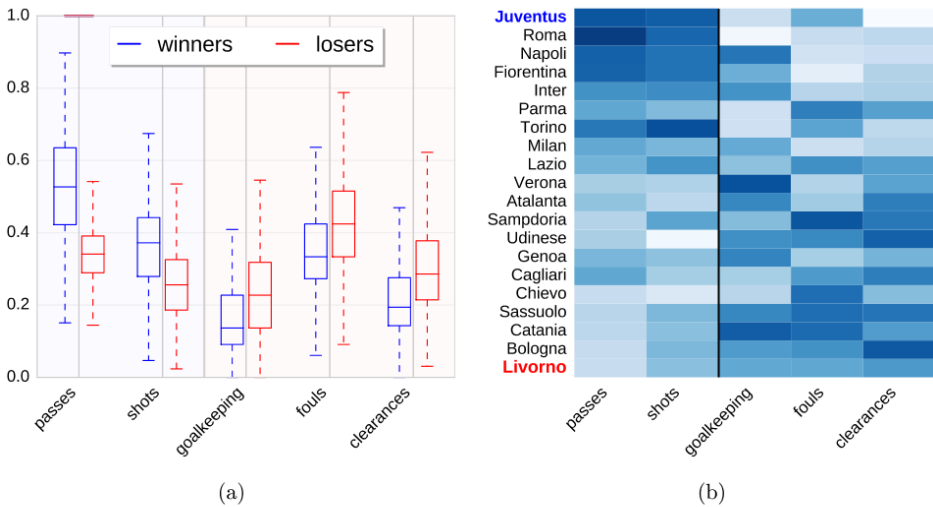 1.0
0.8
0.6
0.4
0.2
0.0
winners losers
passes
shots
goalkeeping
fouls
clearances
(a)
Juventus
Roma
Napoli
Fiorentina
Inter
Parma
Torino
Milan
Lazio
Verona
Atalanta
Sampdoria
Udinese
Genoa
Cagliari
Chievo
Sassuolo
Catania
Bologna
Livorno
passes
shots
goalkeeping
fouls
clearances
(b)